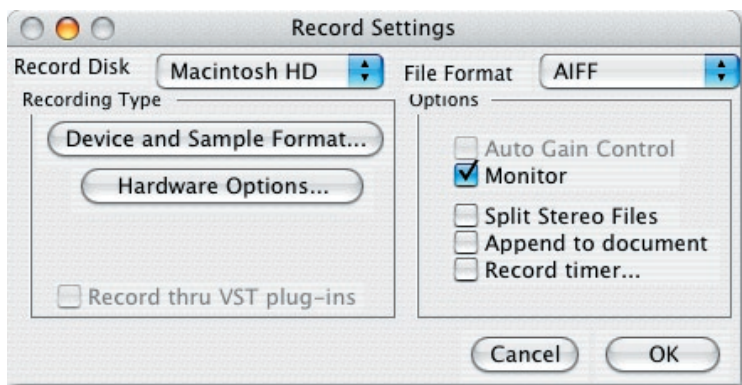 Record Settings
Record Disk Macintosh HD File Format AIFF
Recording Type
Device and Sample Format...
Hardware Options...
Record thru VST plug-ins
Options
Auto Gain Control
Monitor
Split Stereo Files
Append to document
Record timer...
Cancel OK